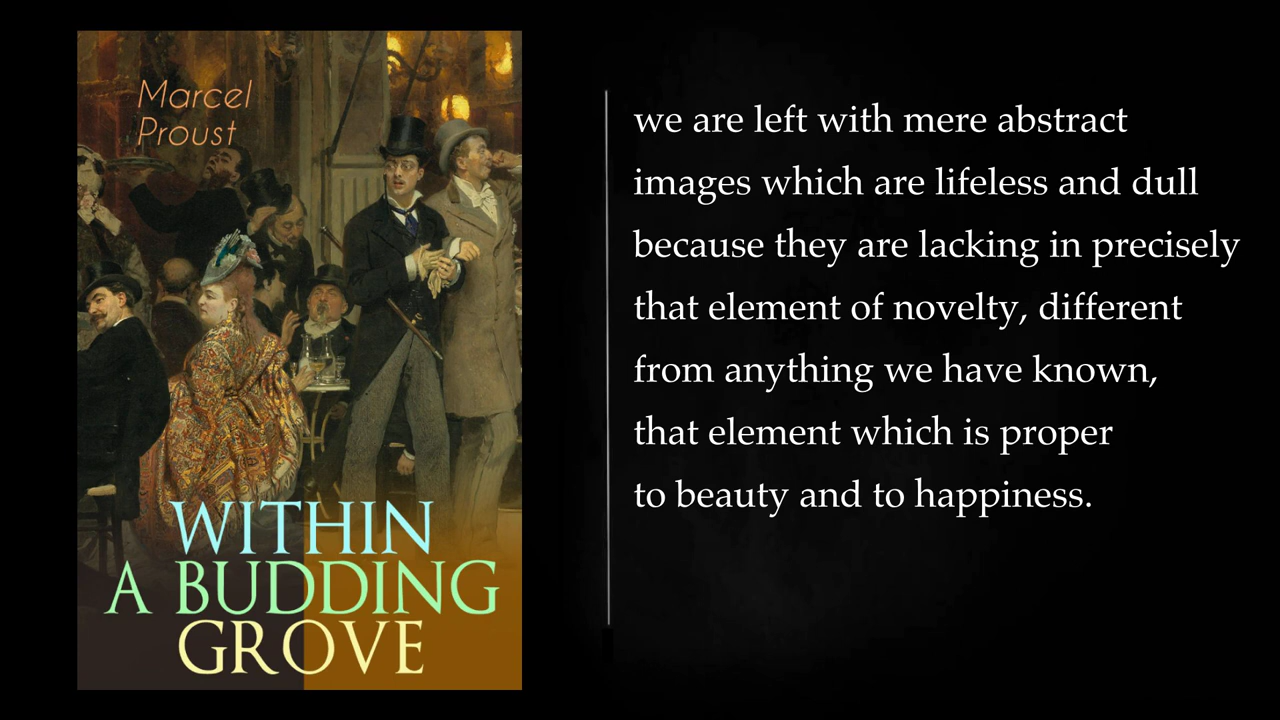 Marcel
Proust
WITHIN
A BUDDING
GROVE
we are left with mere abstract
images which are lifeless and dull
because they are lacking in precisely
that element of novelty, different
from anything we have known,
that element which is proper
to beauty and to happiness.